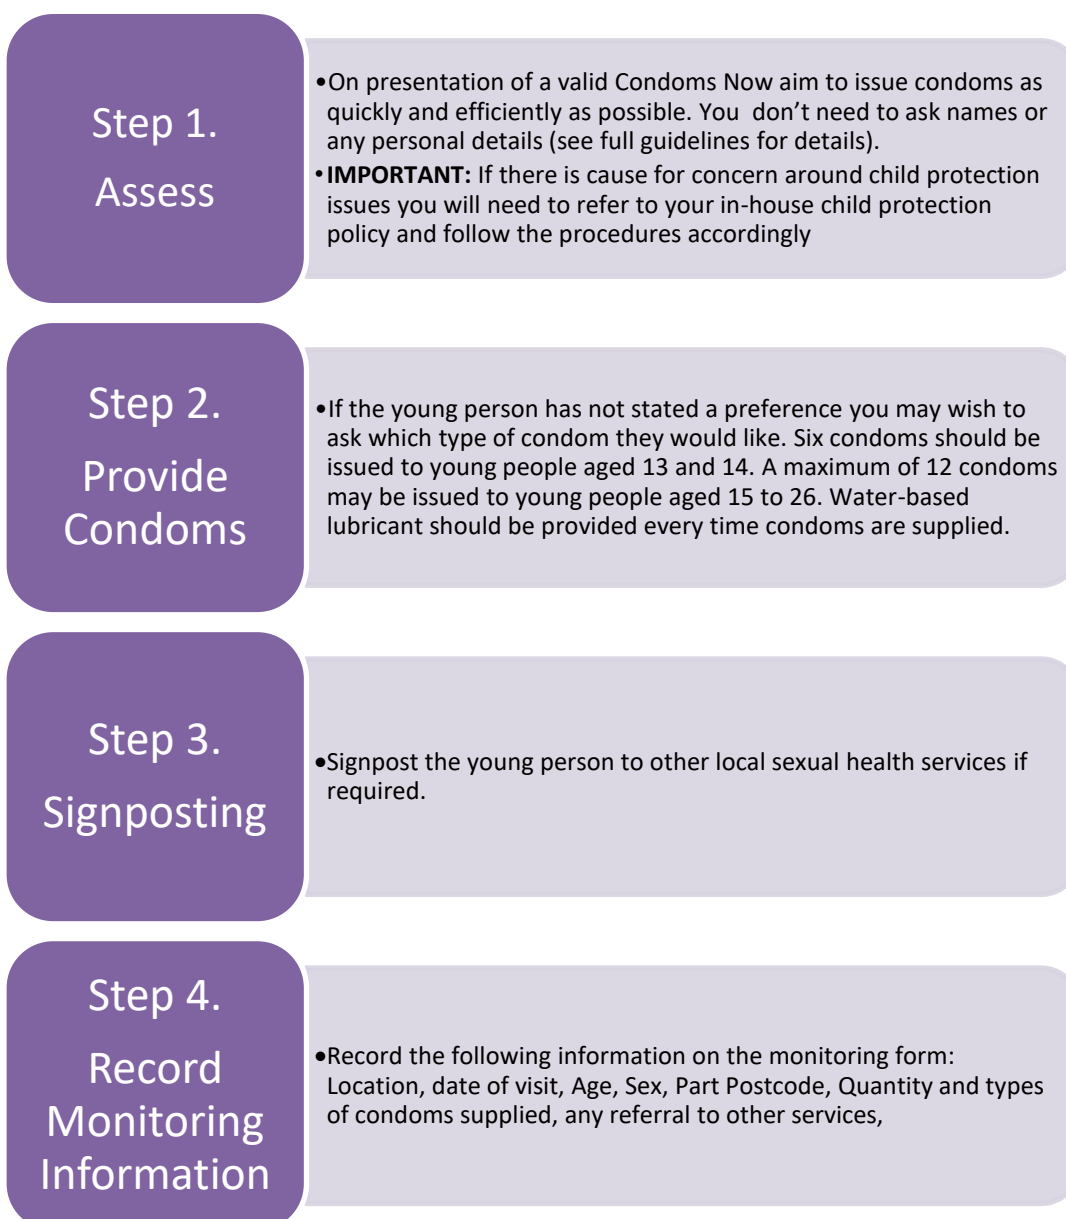 Step 1.
Assess
•On presentation of a valid Condoms Now aim to issue condoms as
quickly and efficiently as possible. You  don’t need to ask names or
any personal details (see full guidelines for details).
•IMPORTANT: If there is cause for concern around child protection
issues you will need to refer to your in-house child protection
policy and follow the procedures accordingly
Step 2.
Provide
Condoms
•If the young person has not stated a preference you may wish to
ask which type of condom they would like. Six condoms should be
issued to young people aged 13 and 14. A maximum of 12 condoms
may be issued to young people aged 15 to 26. Water-based
lubricant should be provided every time condoms are supplied.
Step 3.
Signposting
•Signpost the young person to other local sexual health services if
required.
Step 4.
Record
Monitoring
Information
•Record the following information on the monitoring form:
Location, date of visit, Age, Sex, Part Postcode, Quantity and types
of condoms supplied, any referral to other services,